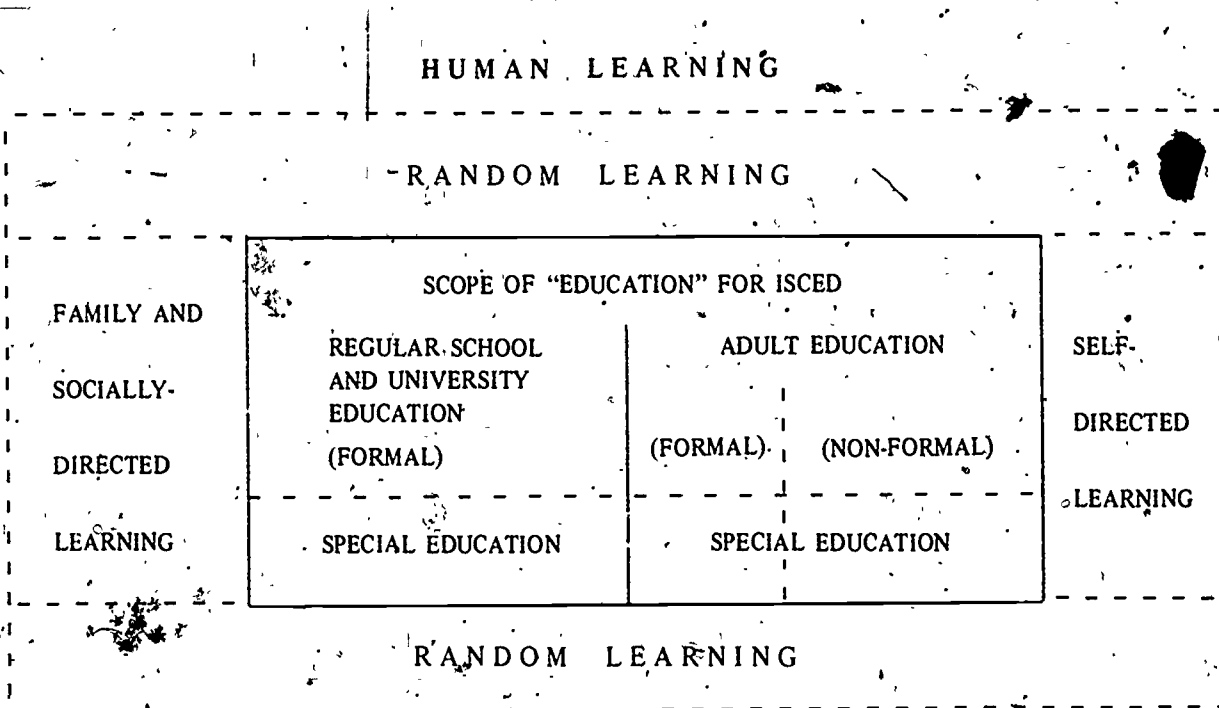 HUMAN LEARNING
RANDOM LEARNING
SCOPE OF “EDUCATION” FOR ISCED
FAMILY AND
SOCIALLY-
DIRECTED
LEARNING
REGULAR SCHOOL
AND UNIVERSITY
EDUCATION
(FORMAL)
SPECIAL EDUCATION
ADULT EDUCATION
(FORMAL)
(NON-FORMAL)
SPECIAL EDUCATION
SELF-
DIRECTED
LEARNING
RANDOM LEARNING